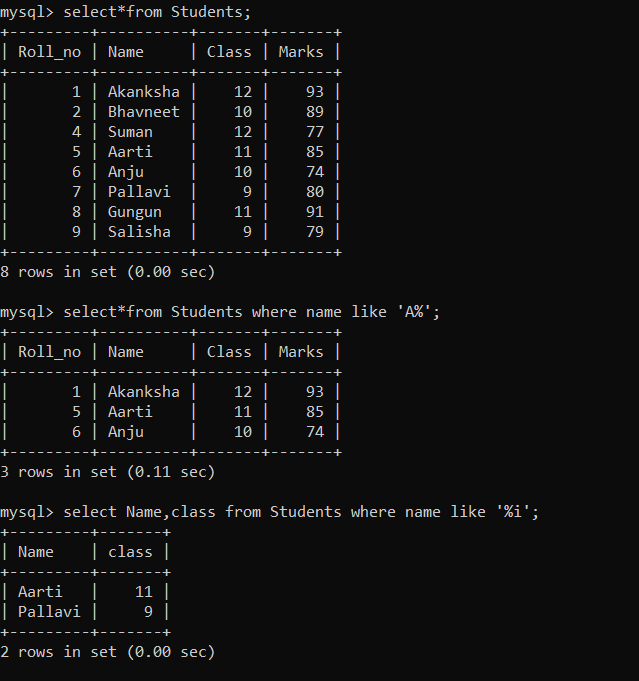 mysql> select*from Students;
+---------+----------+-------+-------+
| Roll_no | Name     | Class | Marks |
+---------+----------+-------+-------+
|       1 | Akanksha |    12 |    93 |
|       2 | Bhavneet |    10 |    89 |
|       4 | Suman    |    12 |    77 |
|       5 | Aarti    |    11 |    85 |
|       6 | Anju     |    10 |    74 |
|       7 | Pallavi  |     9 |    80 |
|       8 | Gungun   |    11 |    91 |
|       9 | Salisha  |     9 |    79 |
+---------+----------+-------+-------+
8 rows in set (0.00 sec)

mysql> select*from Students where name like 'A%';
+---------+----------+-------+-------+
| Roll_no | Name     | Class | Marks |
+---------+----------+-------+-------+
|       1 | Akanksha |    12 |    93 |
|       5 | Aarti    |    11 |    85 |
|       6 | Anju     |    10 |    74 |
+---------+----------+-------+-------+
3 rows in set (0.11 sec)

mysql> select Name,class from Students where name like '%i';
+---------+-------+
| Name    | class |
+---------+-------+
| Aarti   |    11 |
| Pallavi |     9 |
+---------+-------+
2 rows in set (0.00 sec)